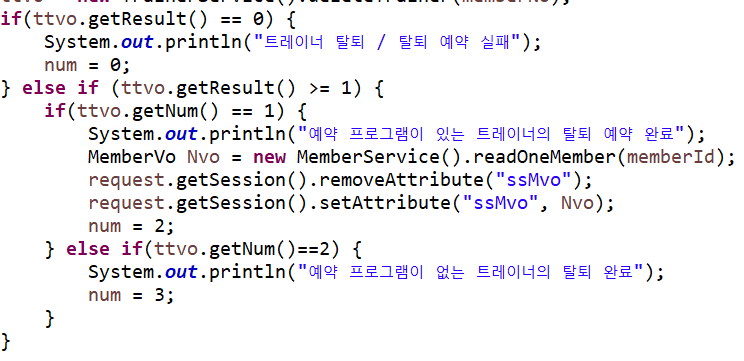 if(ttvo.getResult() == 0) {
    System.out.println("트레이너 탈퇴 / 탈퇴 예약 실패");
    num = 0;
} else if (ttvo.getResult() >= 1) {
    if(ttvo.getNum() == 1) {
        System.out.println("예약 프로그램이 있는 트레이너의 탈퇴 예약 완료");
        MemberVo Nvo = new MemberService().readOneMember(memberId);
        request.getSession().removeAttribute("ssMvo");
        request.getSession().setAttribute("ssMvo", Nvo);
        num = 2;
    } else if(ttvo.getNum()==2) {
        System.out.println("예약 프로그램이 없는 트레이너의 탈퇴 완료");
        num = 3;
    }
}